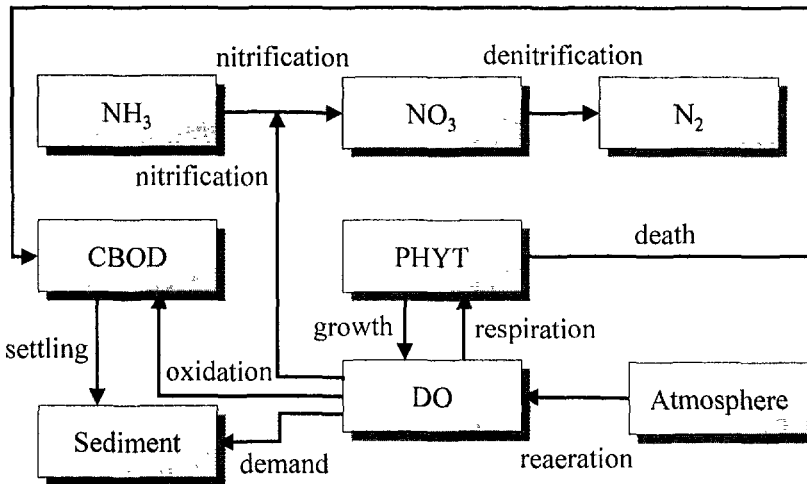 nitrification
denitrification
NH₃
NO₃
N₂
nitrification
CBOD
PHYT
death
settling
growth
respiration
oxidation
DO
Atmosphere
Sediment
demand
reaeration